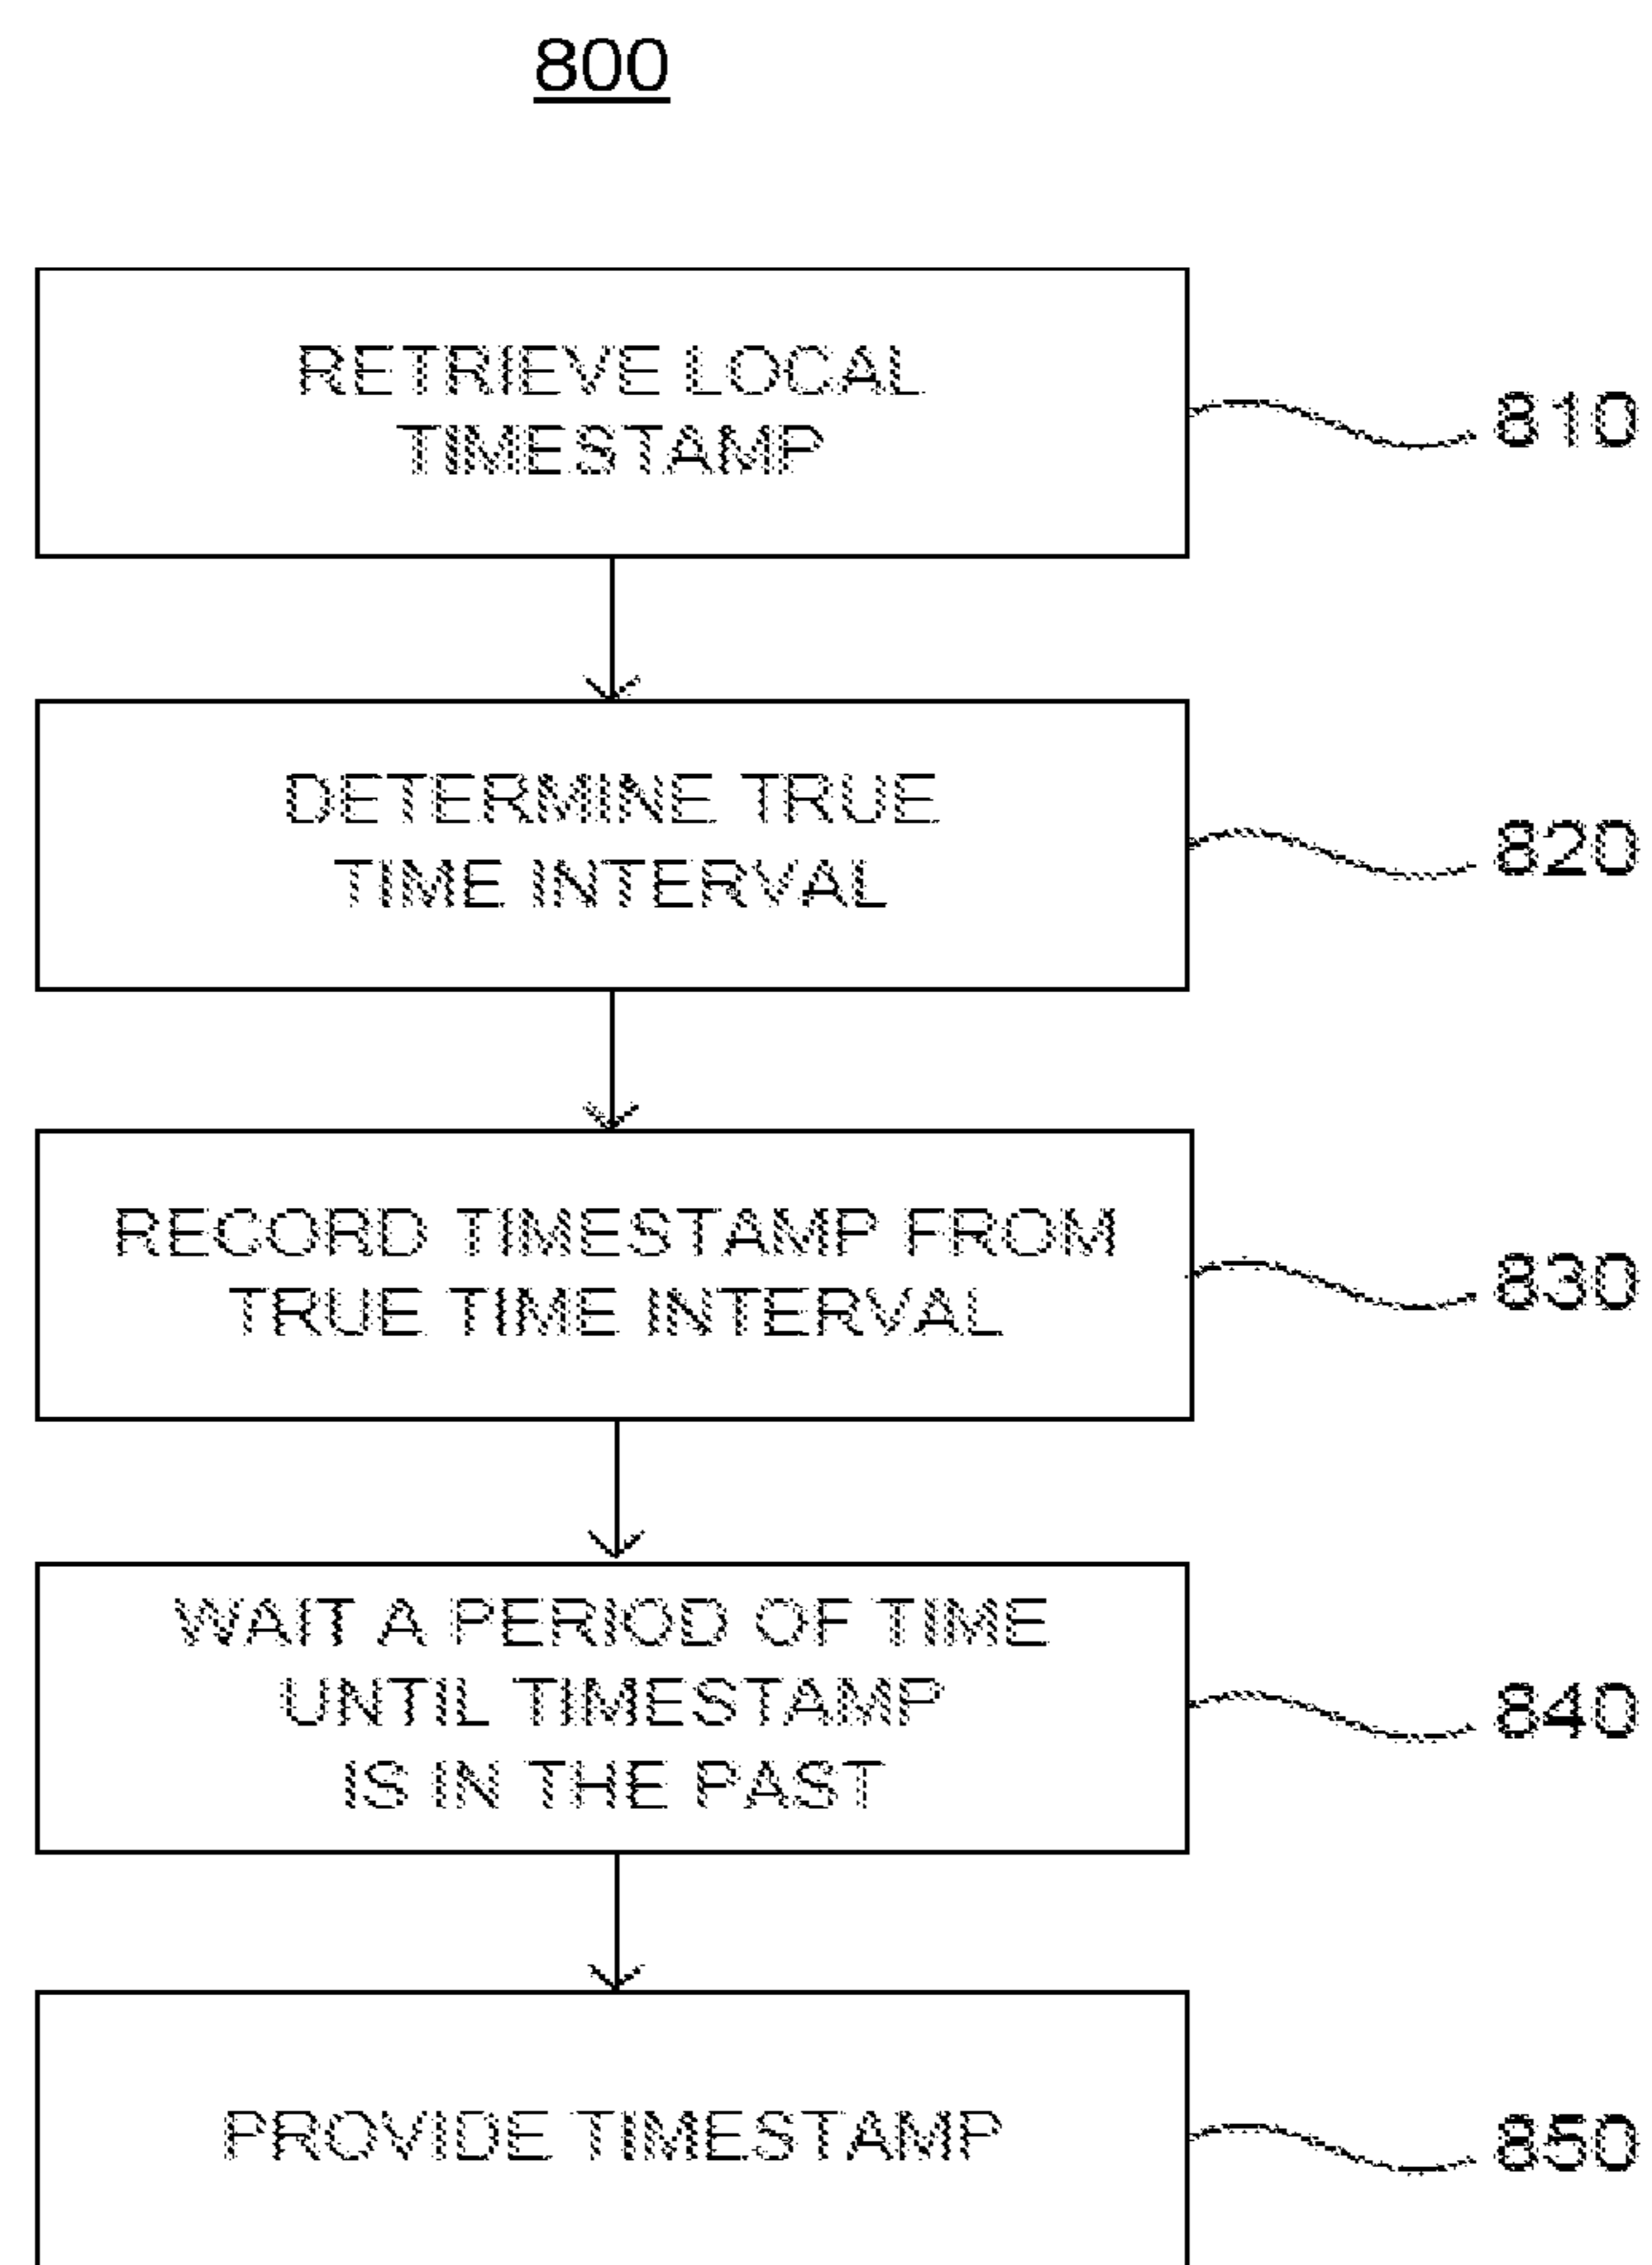 800
RETRIEVE LOCAL
TIMESTAMP
810
DETERMINE TRUE
TIME INTERVAL
820
RECORD TIMESTAMP FROM
TRUE TIME INTERVAL
830
WAIT A PERIOD OF TIME
UNTIL TIMESTAMP
IS IN THE PAST
840
PROVIDE TIMESTAMP
850